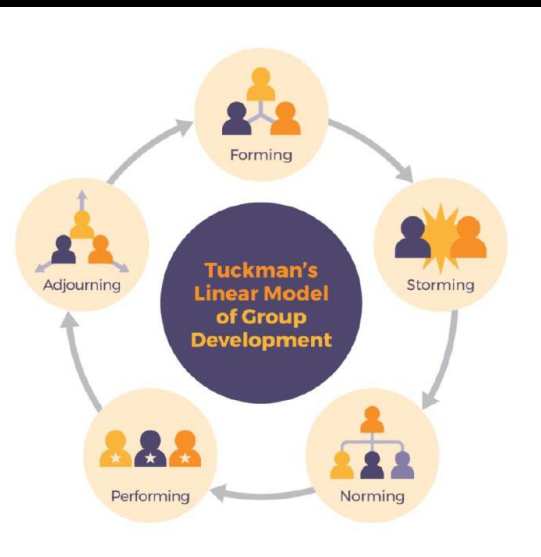 Forming
Storming
Norming
Performing
Adjourning
Tuckman's
Linear Model
of Group
Development